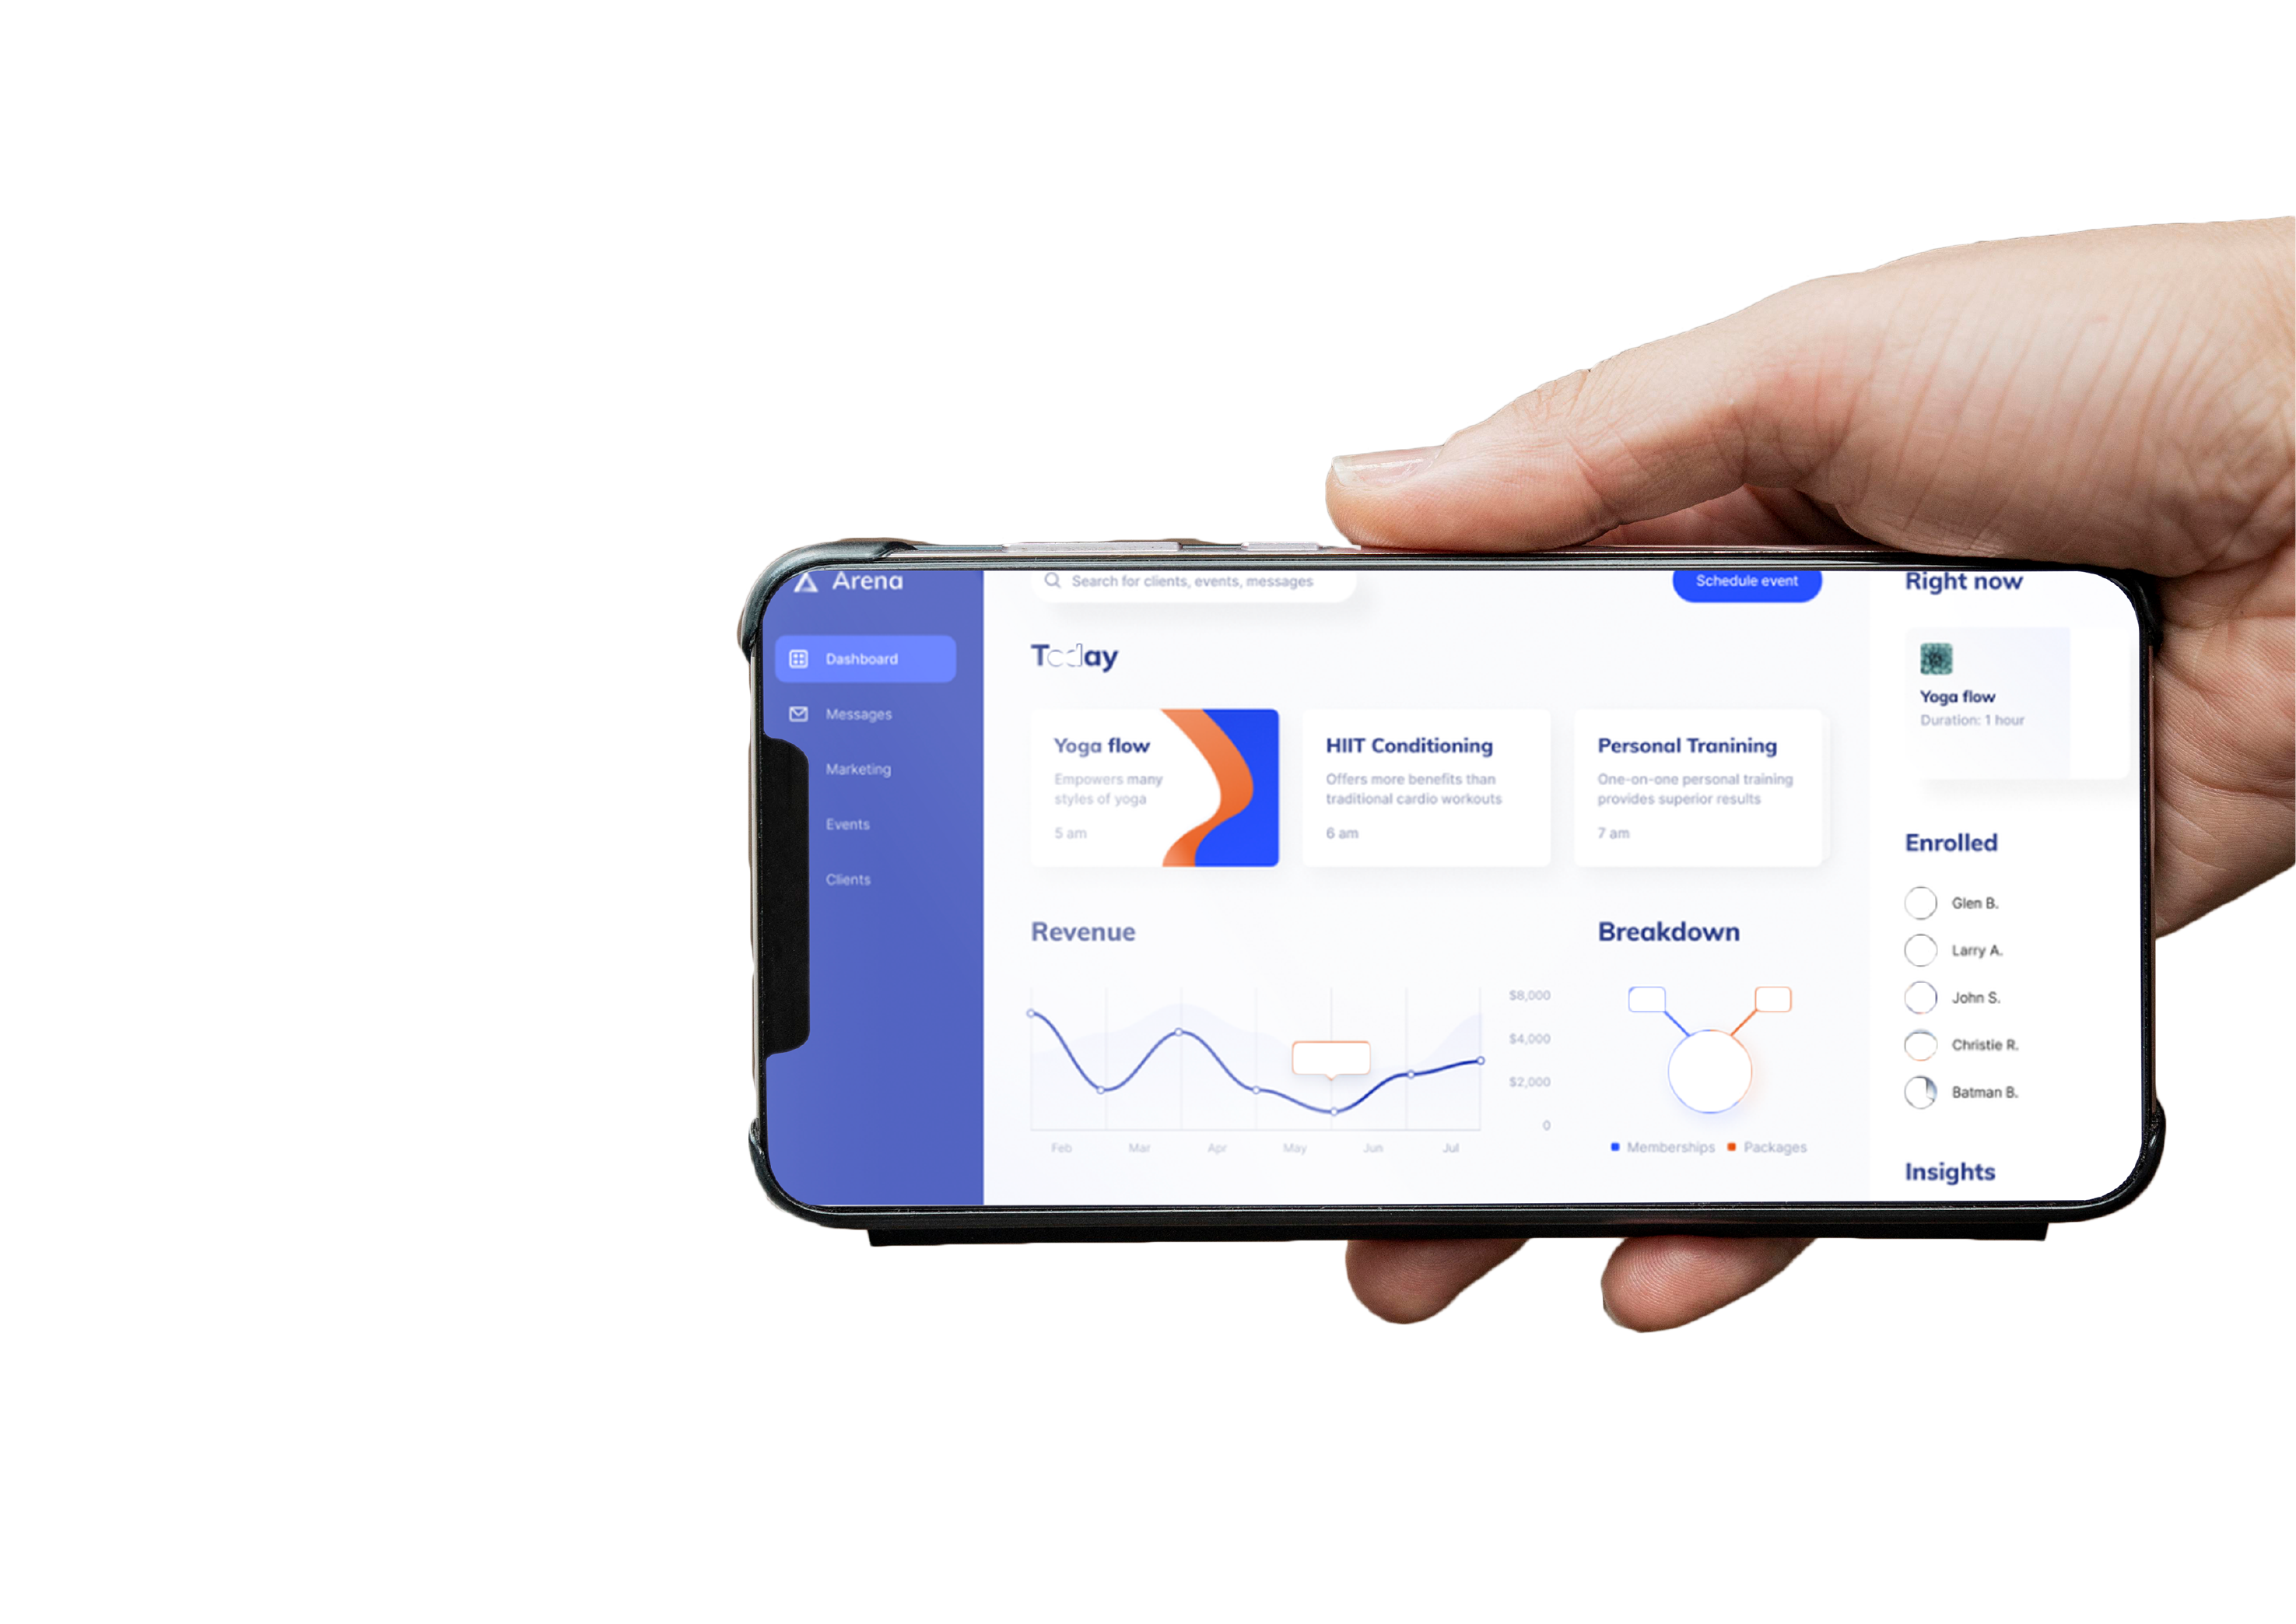 Arena
Dashboard
Messages
Marketing
Events
Clients
Search for clients, events, messages
Schedule event
Today
Yoga flow
Empowers many
styles of yoga
5 am
HIIT Conditioning
Offers more benefits than
traditional cardio workouts
6 am
Personal Tranining
One-on-one personal training
provides superior results
7 am
Revenue
$8,000
$4,000
$2,000
0
Feb Mar Apr May Jun Jul
Breakdown
Memberships Packages
Right now
Yoga flow
Duration: 1 hour
Enrolled
Glen B.
Larry A.
John S.
Christie R.
Batman B.
Insights